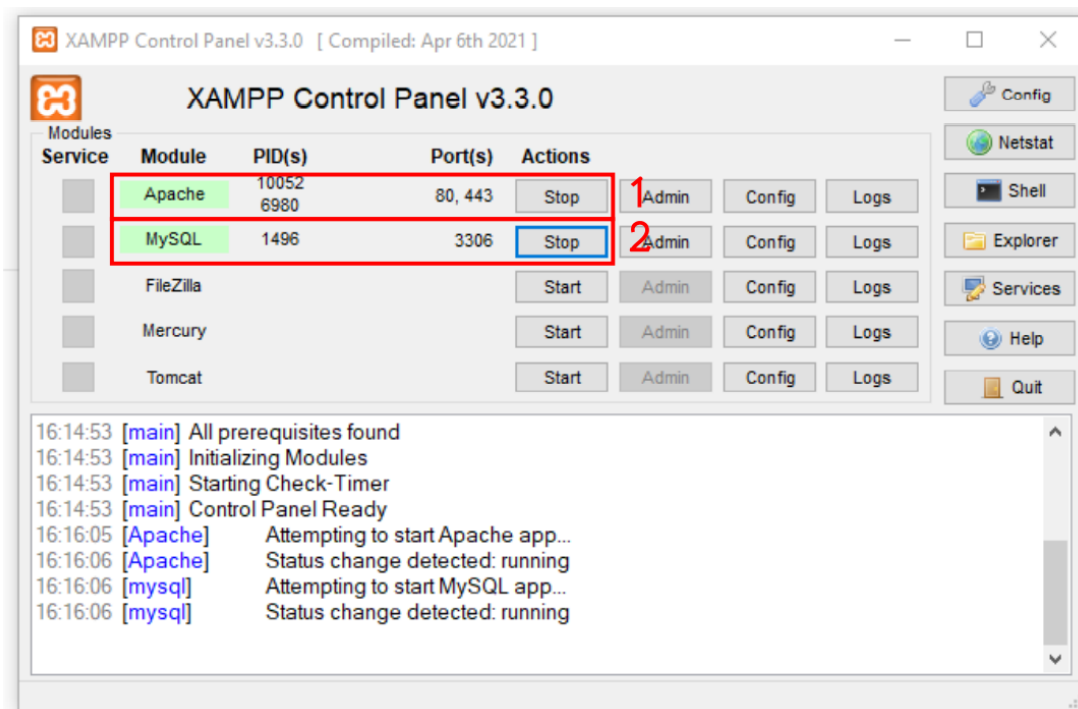 XAMPP Control Panel v3.3.0 [ Compiled: Apr 6th 2021 ]
XAMPP Control Panel v3.3.0
Config
Modules
Service Module PID(s) Port(s) Actions
Netstat
Apache 10052 6980 80, 443 Stop 1 Admin Config Logs
Shell
MySQL 1496 3306 Stop 2 Admin Config Logs
Explorer
FileZilla Start Admin Config Logs
Services
Mercury Start Admin Config Logs
Help
Tomcat Start Admin Config Logs
Quit
16:14:53 [main] All prerequisites found
16:14:53 [main] Initializing Modules
16:14:53 [main] Starting Check-Timer
16:14:53 [main] Control Panel Ready
16:16:05 [Apache] Attempting to start Apache app...
16:16:06 [Apache] Status change detected: running
16:16:06 [mysql] Attempting to start MySQL app...
16:16:06 [mysql] Status change detected: running